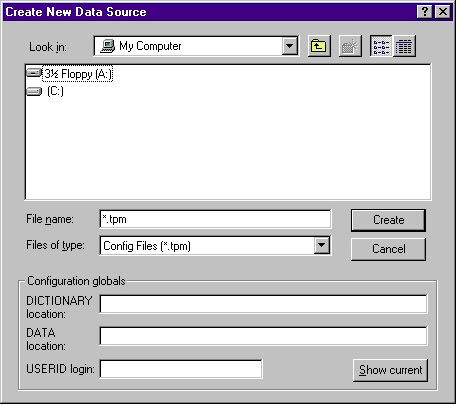 Create New Data Source
Look in: My Computer
3½ Floppy (A:)
(C:)
File name: *.tpm Create
Files of type: Config Files (*.tpm) Cancel
Configuration globals
DICTIONARY
location:
DATA
location:
USERID login: Show current